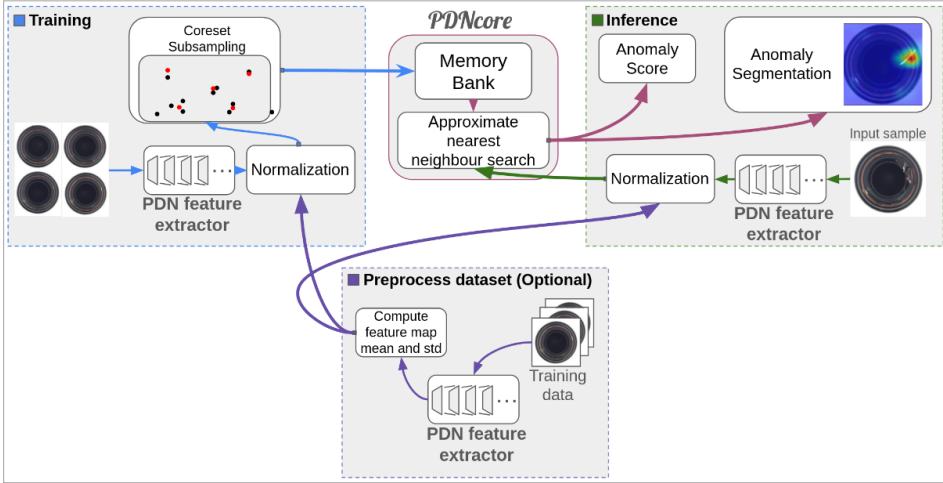 Training
Coreset
Subsampling
PDN feature
extractor
Normalization
PDNcore
Memory
Bank
Approximate
nearest
neighbour search
Inference
Anomaly
Score
Anomaly
Segmentation
Input sample
Normalization
PDN feature
extractor
Preprocess dataset (Optional)
Compute
feature map
mean and std
Training
data
PDN feature
extractor